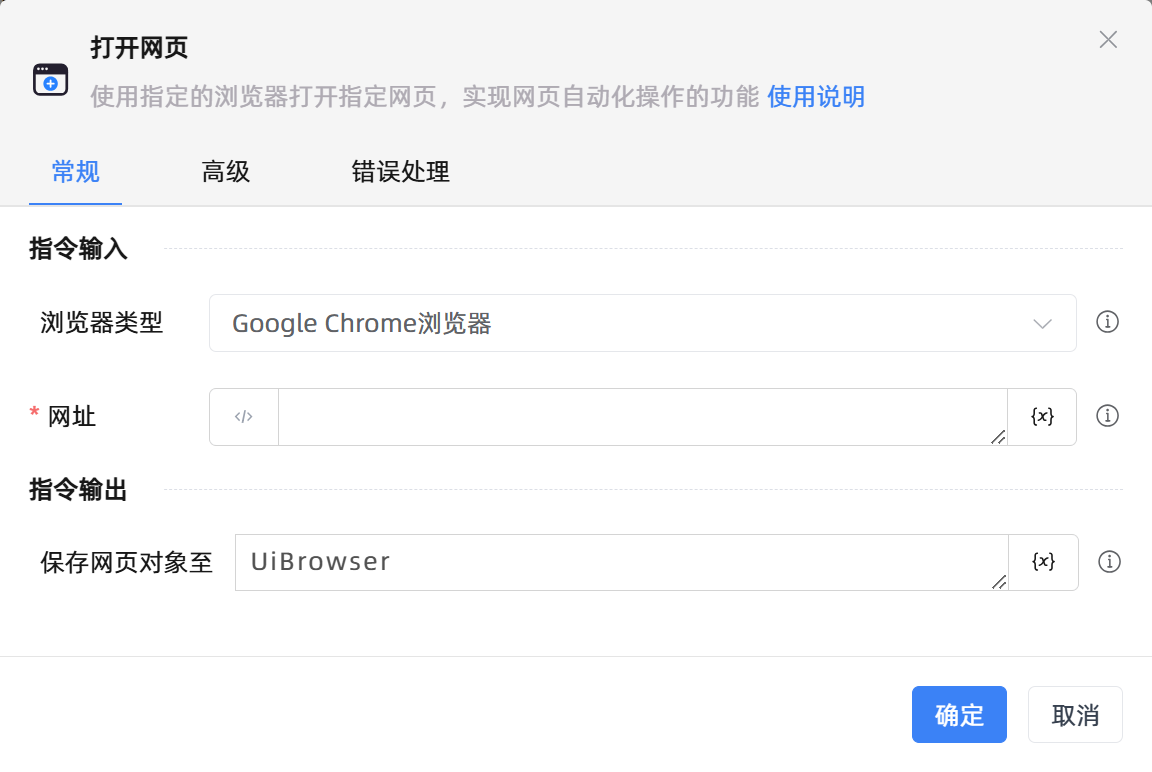 打开网页
使用指定的浏览器打开指定网页，实现网页自动化操作的功能 使用说明
常规 高级 错误处理
指令输入
浏览器类型 Google Chrome浏览器
* 网址 </> {x}
指令输出
保存网页对象至 UiBrowser {x}
确定 取消